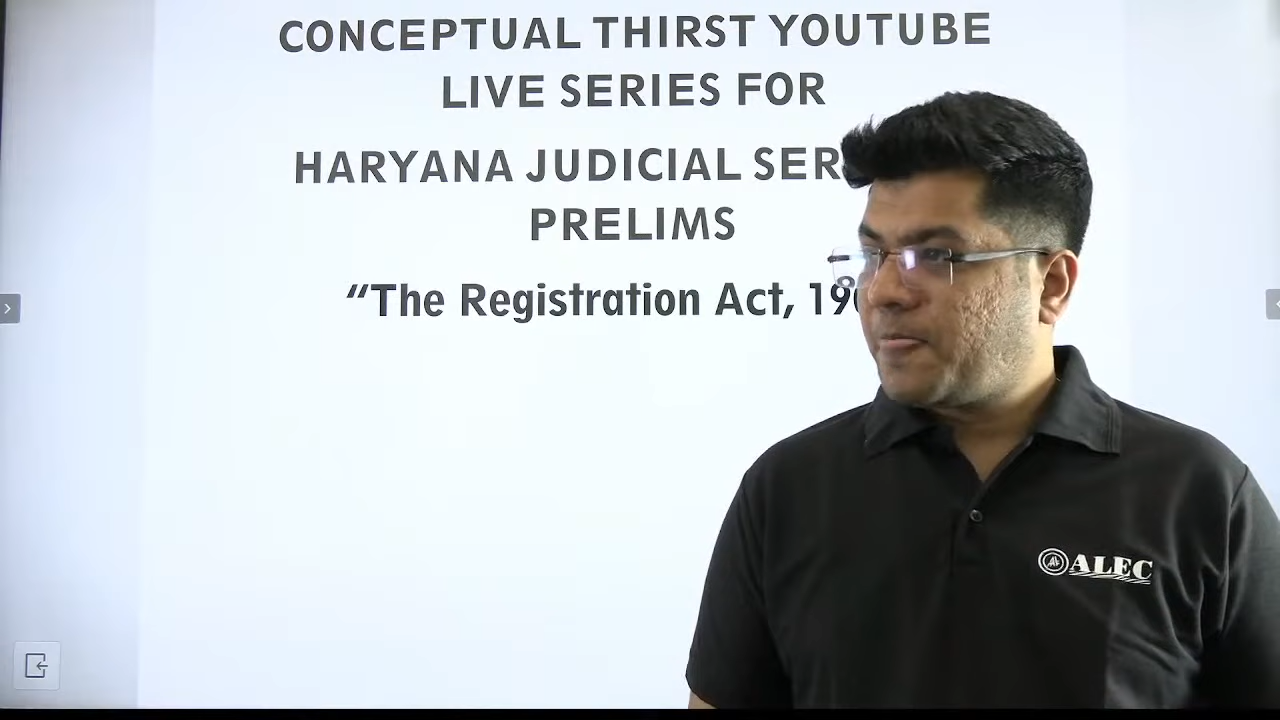 CONCEPTUAL THIRST YOUTUBE
LIVE SERIES FOR
HARYANA JUDICIAL SER
PRELIMS
“The Registration Act, 19
ALEC